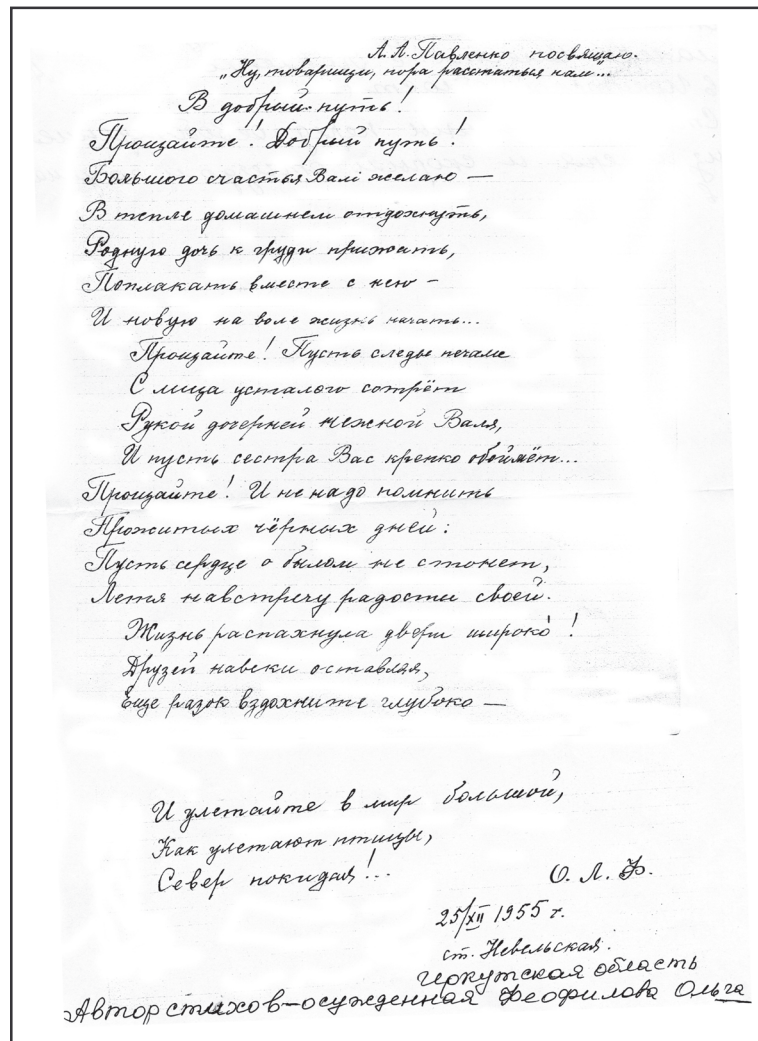 А. А. Павленко посвящаю.
„Ну, товарищи, пора расстаться нам"...
В добрый путь!
Прощайте! Добрый путь!
Большого счастья Вам желаю —
В тепле домашнем отдохнуть,
Родную дочь к груди прижать,
Поплакать вместе с нею –
И новую на воле жизнь начать...
Прощайте! Пусть следы печали
С лица усталого сотрёт
Рукой дочерней нежной Валя,
И пусть сестра Вас крепко обоймёт...
Прощайте! И не надо помнить
Прожитых чёрных дней:
Пусть сердце о былом не стонет,
Летя навстречу радости своей.
Жизнь распахнула двери широко!
Друзей навеки оставляя,
Еще разок вздохните глубоко —
И улетайте в мир большой,
Как улетают птицы,
Север покидая!..
О. Л. Ф.
25/XII 1955 г.
ст. Невельская.
Иркутская область
Автор стихов – осужденная Феофилова Ольга